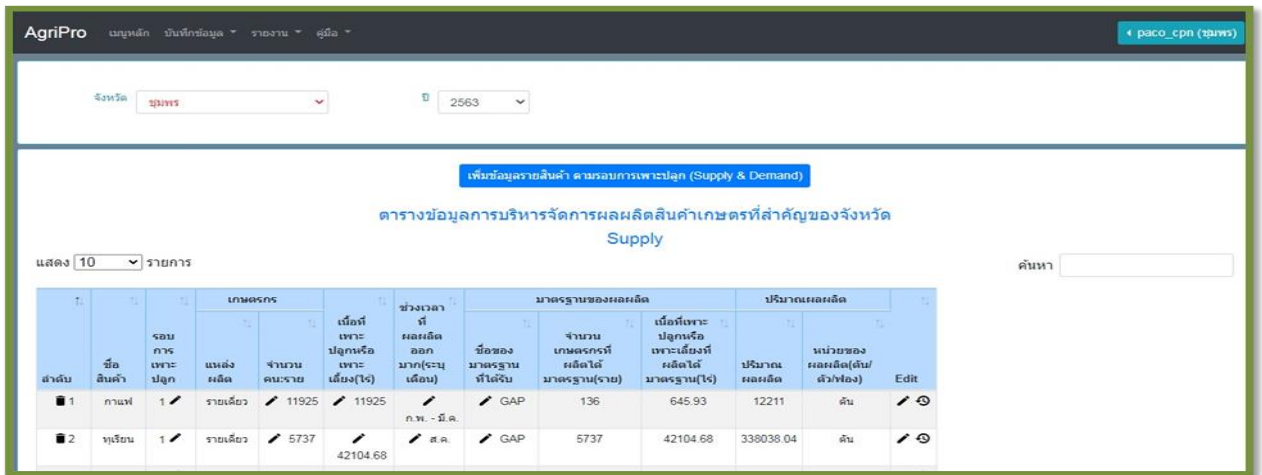 AgriPro เมนูหลัก บันทึกข้อมูล รายงาน คู่มือ paco_cpn (ชุมพร)
จังหวัด ชุมพร ปี 2563
เพิ่มข้อมูลรายสินค้า ตามรอบการเพาะปลูก (Supply & Demand)
ตารางข้อมูลการบริหารจัดการผลผลิตสินค้าเกษตรที่สำคัญของจังหวัด
Supply
แสดง 10 รายการ ค้นหา
เกษตรกร มาตรฐานของผลผลิต ปริมาณผลผลิต
ลำดับ
ชื่อ
สินค้า
รอบ
การ
เพาะ
ปลูก
แหล่ง
ผลิต
จำนวน
คน:ราย
เนื้อที่
เพาะ
ปลูกหรือ
เพาะ
เลี้ยง(ไร่)
ช่วงเวลา
ที่
ผลผลิต
ออก
มาก(ระบุ
เดือน)
ชื่อของ
มาตรฐาน
ที่ได้รับ
จำนวน
เกษตรกรที่
ผลิตได้
มาตรฐาน(ราย)
เนื้อที่เพาะ
ปลูกหรือ
เพาะเลี้ยงที่
ผลิตได้
มาตรฐาน(ไร่)
ปริมาณ
ผลผลิต
หน่วยของ
ผลผลิต(ตัน/
ตัว/ฟอง)
Edit
1 กาแฟ 1 รายเดี่ยว 11925 11925 ก.พ. - มี.ค. GAP 136 645.93 12211 ตัน
2 ทุเรียน 1 รายเดี่ยว 5737 42104.68 ส.ค. GAP 5737 42104.68 338038.04 ตัน